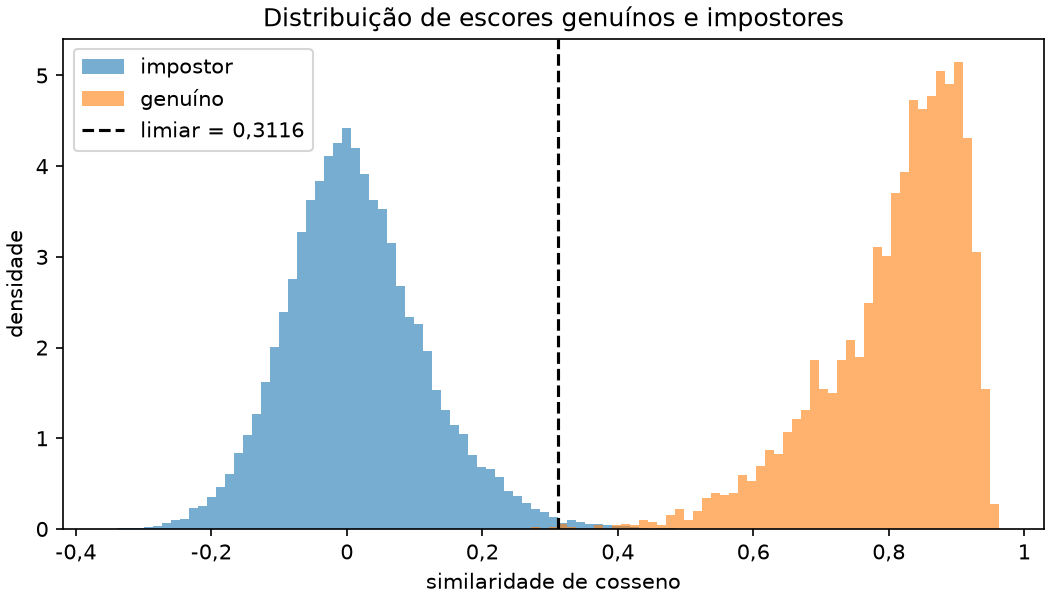 Distribuição de escores genuínos e impostores
impostor
genuíno
limiar = 0,3116
densidade
5
4
3
2
1
0
-0,4 -0,2 0 0,2 0,4 0,6 0,8 1
similaridade de cosseno